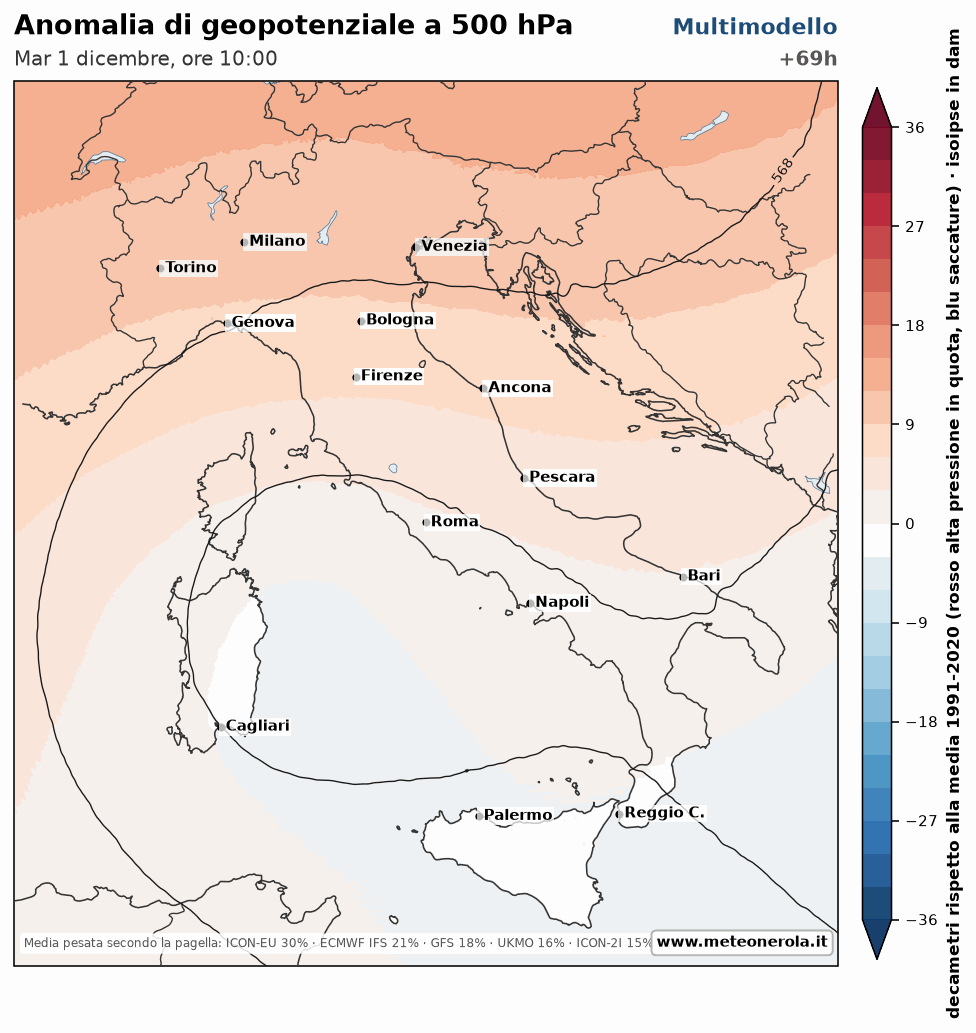 Anomalia di geopotenziale a 500 hPa
Multimodello
Mar 1 dicembre, ore 10:00
+69h
568
Milano
Venezia
Torino
Genova
Bologna
Firenze
Ancona
Pescara
Roma
Bari
Napoli
Cagliari
Palermo
Reggio C.
Media pesata secondo la pagella: ICON-EU 30% · ECMWF IFS 21% · GFS 18% · UKMO 16% · ICON-2I 15%
www.meteonerola.it
36
27
18
9
0
−9
−18
−27
−36
decametri rispetto alla media 1991-2020 (rosso alta pressione in quota, blu saccature) · isoipse in dam